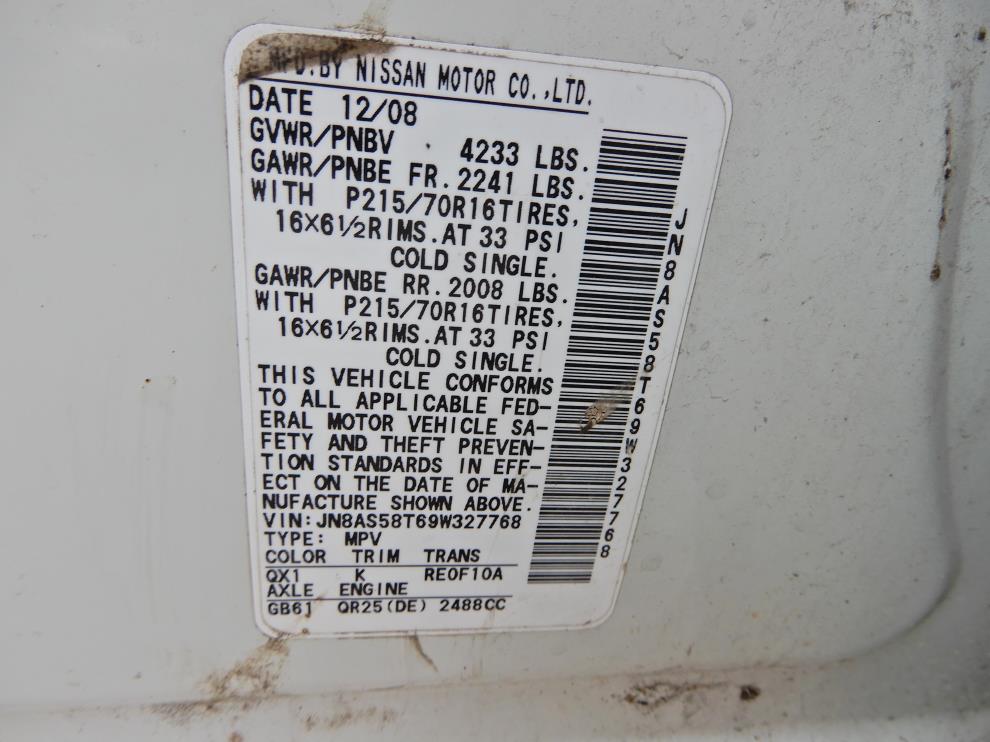 MFD.BY NISSAN MOTOR CO.,LTD.
DATE 12/08
GVWR/PNBV 4233 LBS.
GAWR/PNBE FR.2241 LBS.
WITH P215/70R16TIRES,
16X6½RIMS.AT 33 PSI
COLD SINGLE.
GAWR/PNBE RR.2008 LBS.
WITH P215/70R16TIRES,
16X6½RIMS.AT 33 PSI
COLD SINGLE.
THIS VEHICLE CONFORMS
TO ALL APPLICABLE FED-
ERAL MOTOR VEHICLE SA-
FETY AND THEFT PREVEN-
TION STANDARDS IN EFF-
ECT ON THE DATE OF MA-
NUFACTURE SHOWN ABOVE.
VIN:JN8AS58T69W327768
TYPE: MPV
COLOR TRIM TRANS
QX1 K RE0F10A
AXLE ENGINE
GB61 QR25(DE) 2488CC
JN8AS58T69W327768